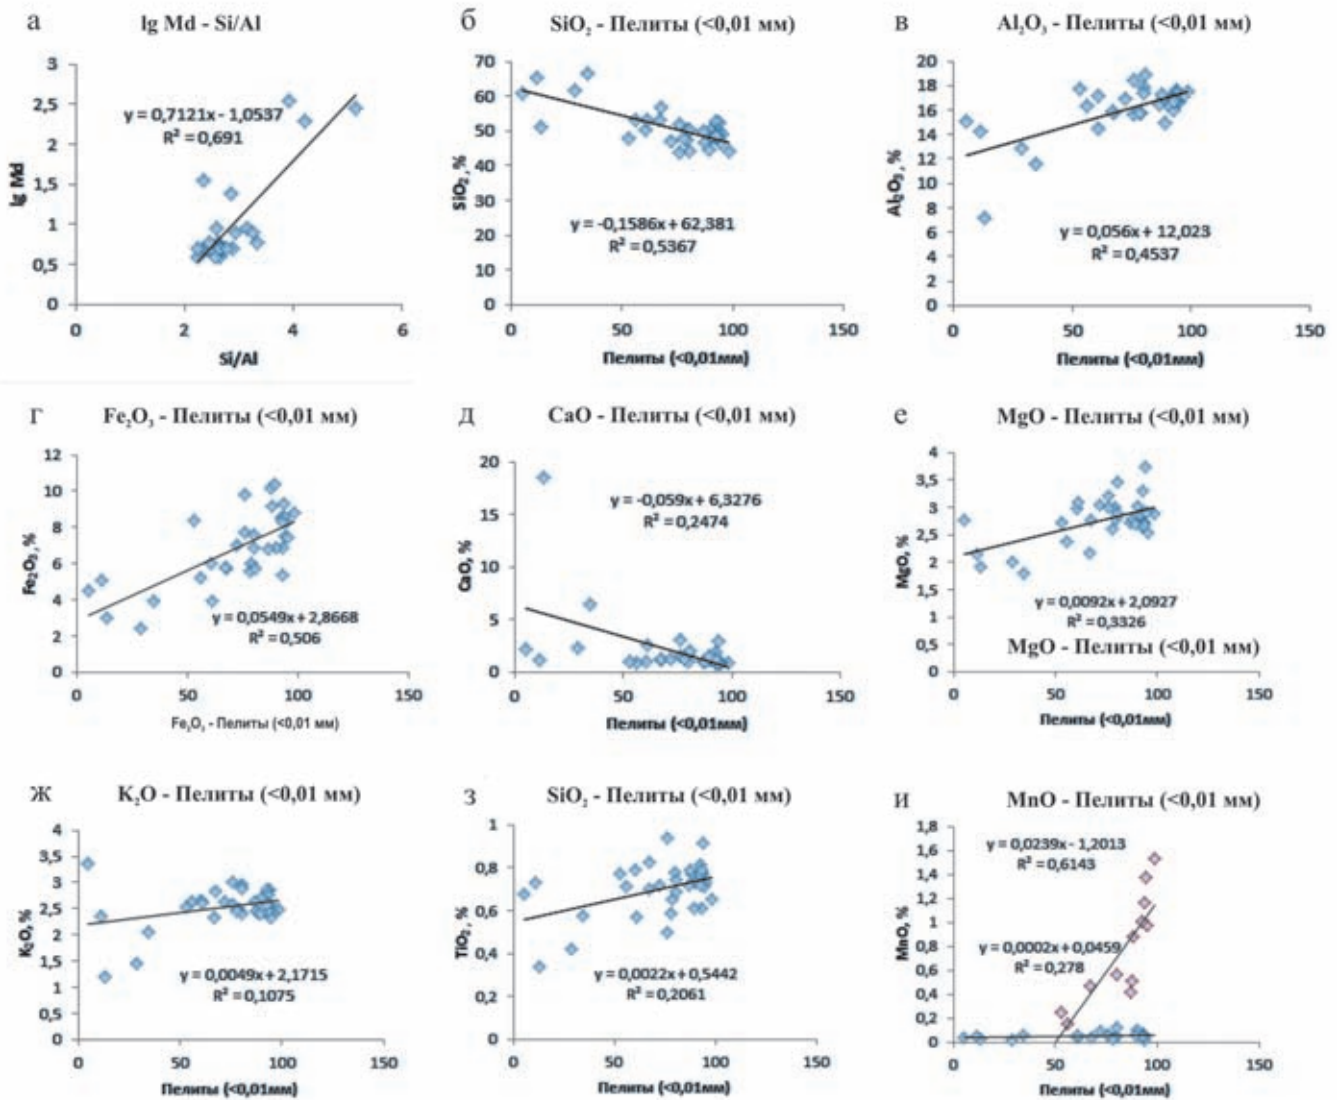 а
lg Md - Si/Al
3
2,5
2
1,5
1
0,5
0
lg Md
y = 0,7121x - 1,0537
R² = 0,691
0 2 4 6
Si/Al
б
SiO₂ - Пелиты (<0,01 мм)
70
60
50
40
30
20
10
0
SiO₂, %
y = -0,1586x + 62,381
R² = 0,5367
0 50 100 150
Пелиты (<0,01мм)
в
Al₂O₃ - Пелиты (<0,01 мм)
20
18
16
14
12
10
8
6
4
2
0
Al₂O₃, %
y = 0,056x + 12,023
R² = 0,4537
0 50 100 150
Пелиты (<0,01мм)
г
Fe₂O₃ - Пелиты (<0,01 мм)
12
10
8
6
4
2
0
Fe₂O₃, %
y = 0,0549x + 2,8668
R² = 0,506
0 50 100 150
Fe₂O₃ - Пелиты (<0,01 мм)
д
CaO - Пелиты (<0,01 мм)
20
15
10
5
0
CaO, %
y = -0,059x + 6,3276
R² = 0,2474
0 50 100 150
Пелиты (<0,01мм)
е
MgO - Пелиты (<0,01 мм)
4
3,5
3
2,5
2
1,5
1
0,5
0
MgO, %
y = 0,0092x + 2,0927
R² = 0,3326
MgO - Пелиты (<0,01 мм)
0 50 100 150
Пелиты (<0,01мм)
ж
K₂O - Пелиты (<0,01 мм)
4
3,5
3
2,5
2
1,5
1
0,5
0
K₂O, %
y = 0,0049x + 2,1715
R² = 0,1075
0 50 100 150
Пелиты (<0,01мм)
з
SiO₂ - Пелиты (<0,01 мм)
1
0,8
0,6
0,4
0,2
0
TiO₂, %
y = 0,0022x + 0,5442
R² = 0,2061
0 50 100 150
Пелиты (<0,01мм)
и
MnO - Пелиты (<0,01 мм)
1,8
1,6
1,4
1,2
1
0,8
0,6
0,4
0,2
0
MnO, %
y = 0,0239x - 1,2013
R² = 0,6143
y = 0,0002x + 0,0459
R² = 0,278
0 50 100 150
Пелиты (<0,01мм)